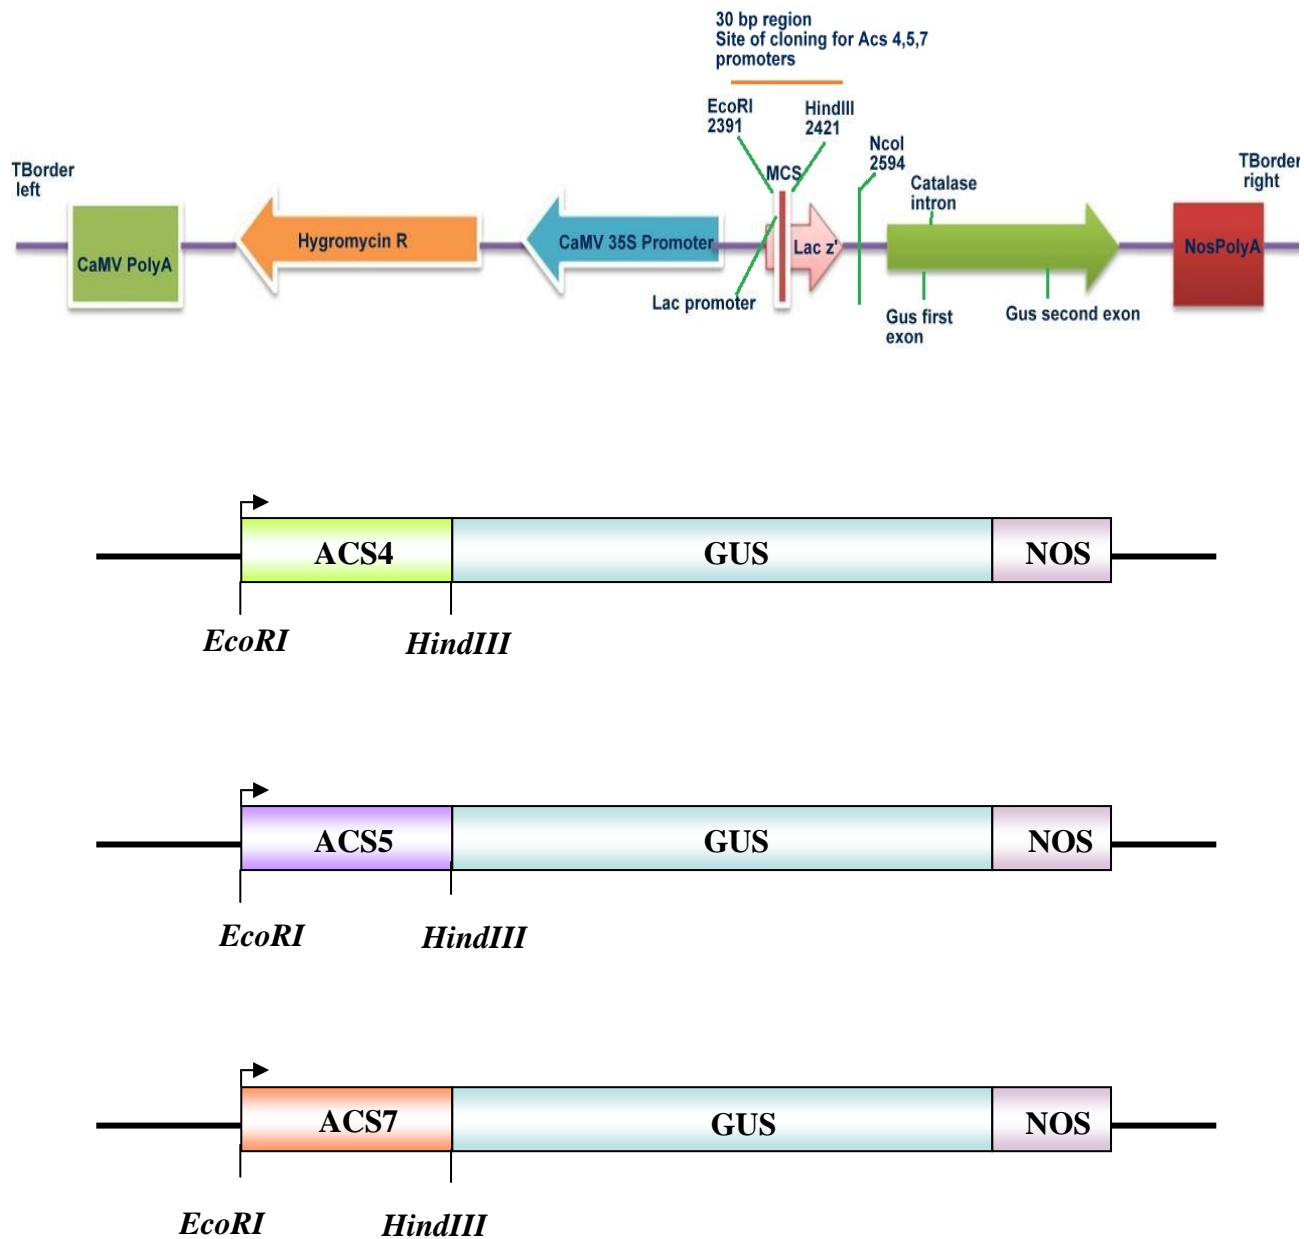 30 bp region
Site of cloning for Acs 4,5,7
promoters
EcoRI
2391
HindIII
2421
NcoI
2594
TBorder
left
MCS
Catalase
intron
TBorder
right
CaMV PolyA
Hygromycin R
CaMV 35S Promoter
Lac z'
NosPolyA
Lac promoter
Gus first
exon
Gus second exon
ACS4
GUS
NOS
EcoRI
HindIII
ACS5
GUS
NOS
EcoRI
HindIII
ACS7
GUS
NOS
EcoRI
HindIII